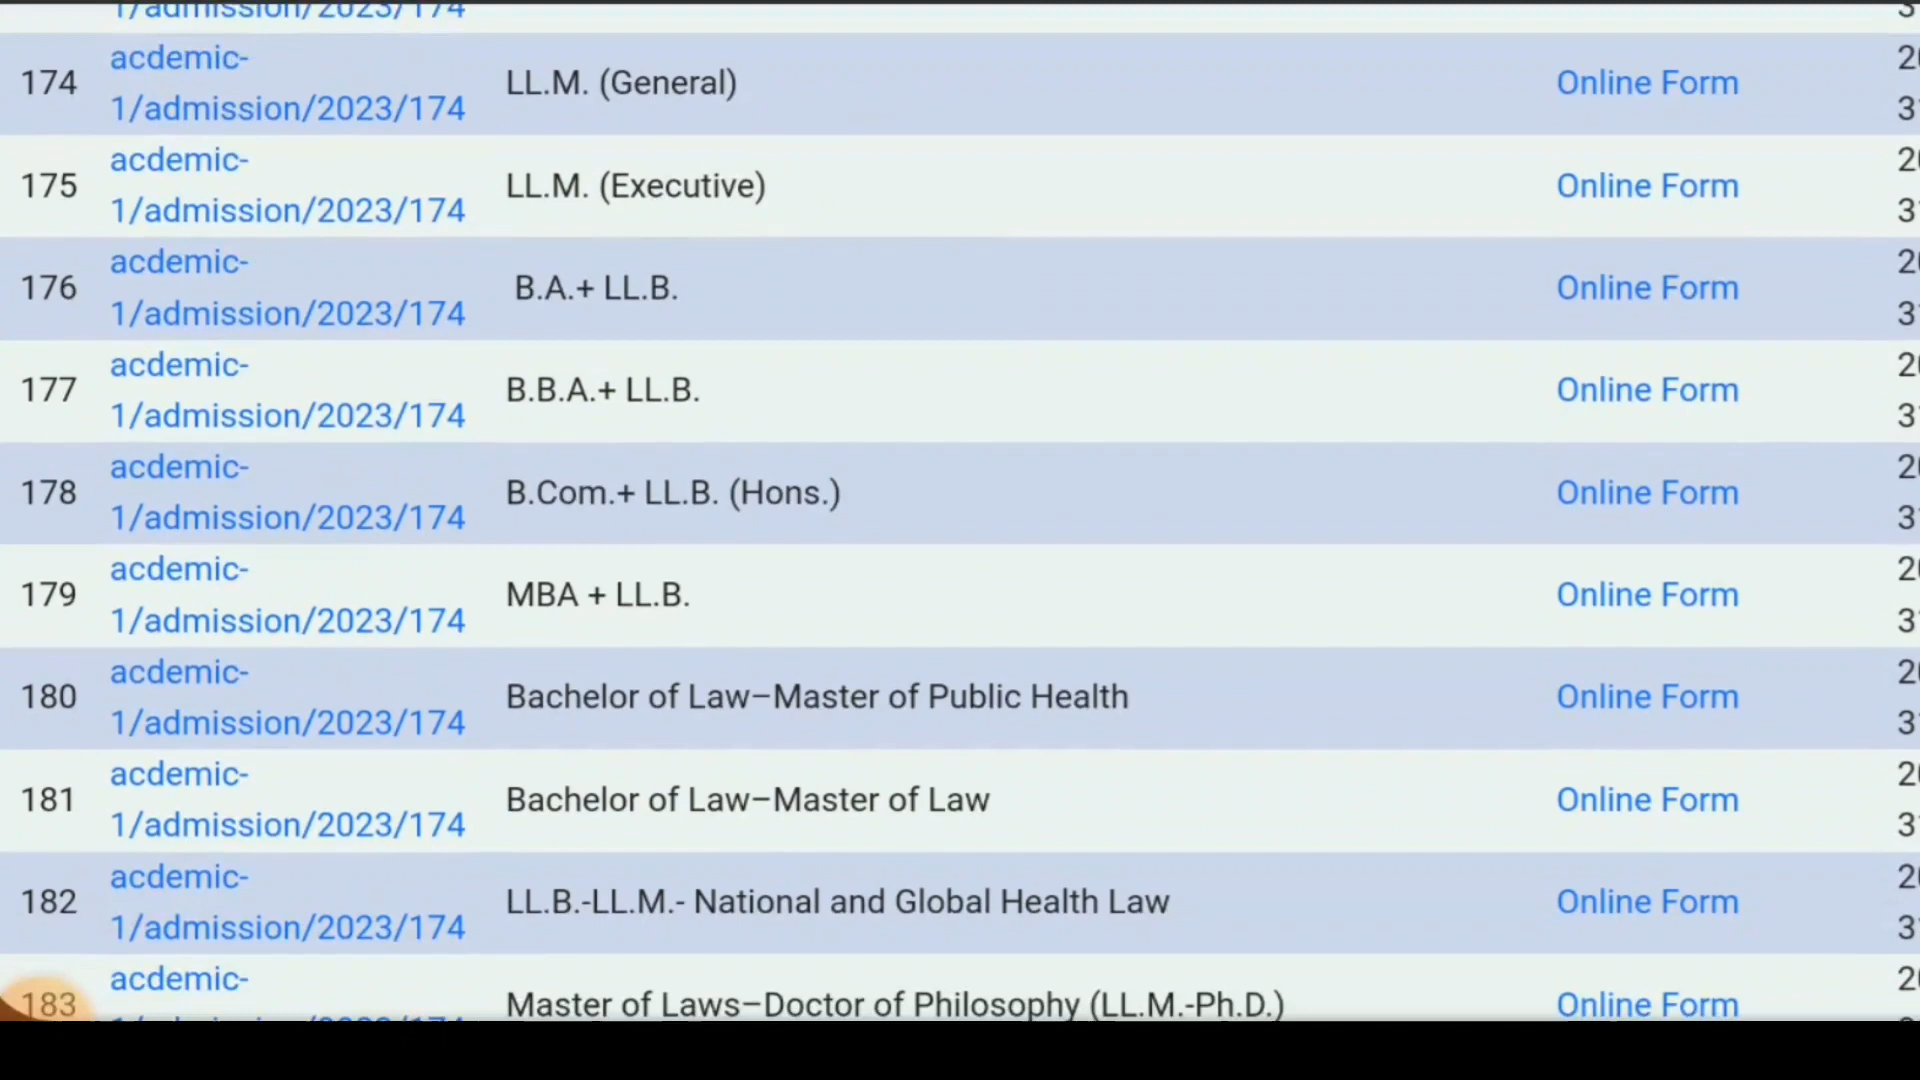 1/admission/2023/174
174 acdemic- LL.M. (General) Online Form
1/admission/2023/174
175 acdemic- LL.M. (Executive) Online Form
1/admission/2023/174
176 acdemic- B.A.+ LL.B. Online Form
1/admission/2023/174
177 acdemic- B.B.A.+ LL.B. Online Form
1/admission/2023/174
178 acdemic- B.Com.+ LL.B. (Hons.) Online Form
1/admission/2023/174
179 acdemic- MBA + LL.B. Online Form
1/admission/2023/174
180 acdemic- Bachelor of Law–Master of Public Health Online Form
1/admission/2023/174
181 acdemic- Bachelor of Law–Master of Law Online Form
1/admission/2023/174
182 acdemic- LL.B.-LL.M.- National and Global Health Law Online Form
1/admission/2023/174
183 acdemic- Master of Laws–Doctor of Philosophy (LL.M.-Ph.D.) Online Form